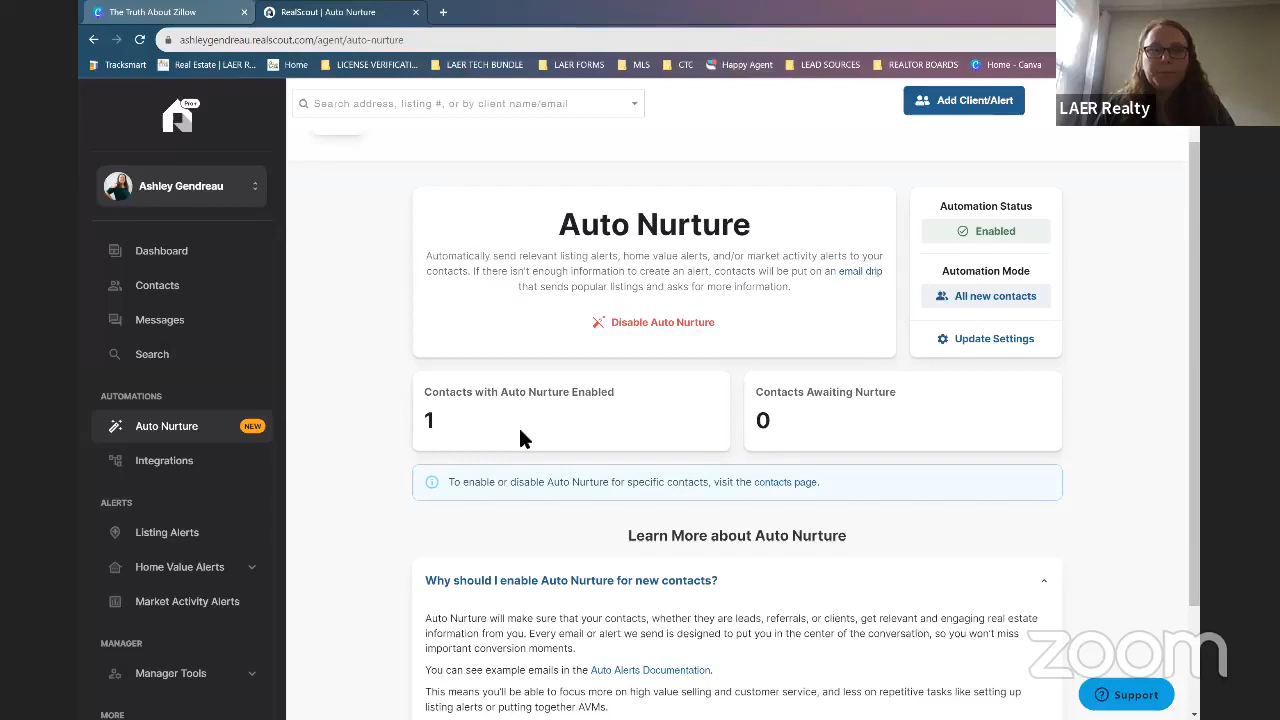 The Truth About Zillow
RealScout | Auto Nurture
ashleygendreau.realscout.com/agent/auto-nurture
Tracksmart
Real Estate | LAER R...
Home
LICENSE VERIFICATI...
LAER TECH BUNDLE
LAER FORMS
MLS
CTC
Happy Agent
LEAD SOURCES
REALTOR BOARDS
Home - Canva
LAER Realty
Pro+
Search address, listing #, or by client name/email
Add Client/Alert
Ashley Gendreau
Dashboard
Contacts
Messages
Search
AUTOMATIONS
Auto Nurture
NEW
Integrations
ALERTS
Listing Alerts
Home Value Alerts
Market Activity Alerts
MANAGER
Manager Tools
MORE
Auto Nurture
Automatically send relevant listing alerts, home value alerts, and/or market activity alerts to your
contacts. If there isn't enough information to create an alert, contacts will be put on an email drip
that sends popular listings and asks for more information.
Disable Auto Nurture
Automation Status
Enabled
Automation Mode
All new contacts
Update Settings
Contacts with Auto Nurture Enabled
1
Contacts Awaiting Nurture
0
To enable or disable Auto Nurture for specific contacts, visit the contacts page.
Learn More about Auto Nurture
Why should I enable Auto Nurture for new contacts?
Auto Nurture will make sure that your contacts, whether they are leads, referrals, or clients, get relevant and engaging real estate
information from you. Every email or alert we send is designed to put you in the center of the conversation, so you won't miss
important conversion moments.
You can see example emails in the Auto Alerts Documentation.
This means you'll be able to focus more on high value selling and customer service, and less on repetitive tasks like setting up
listing alerts or putting together AVMs.
zoom
Support